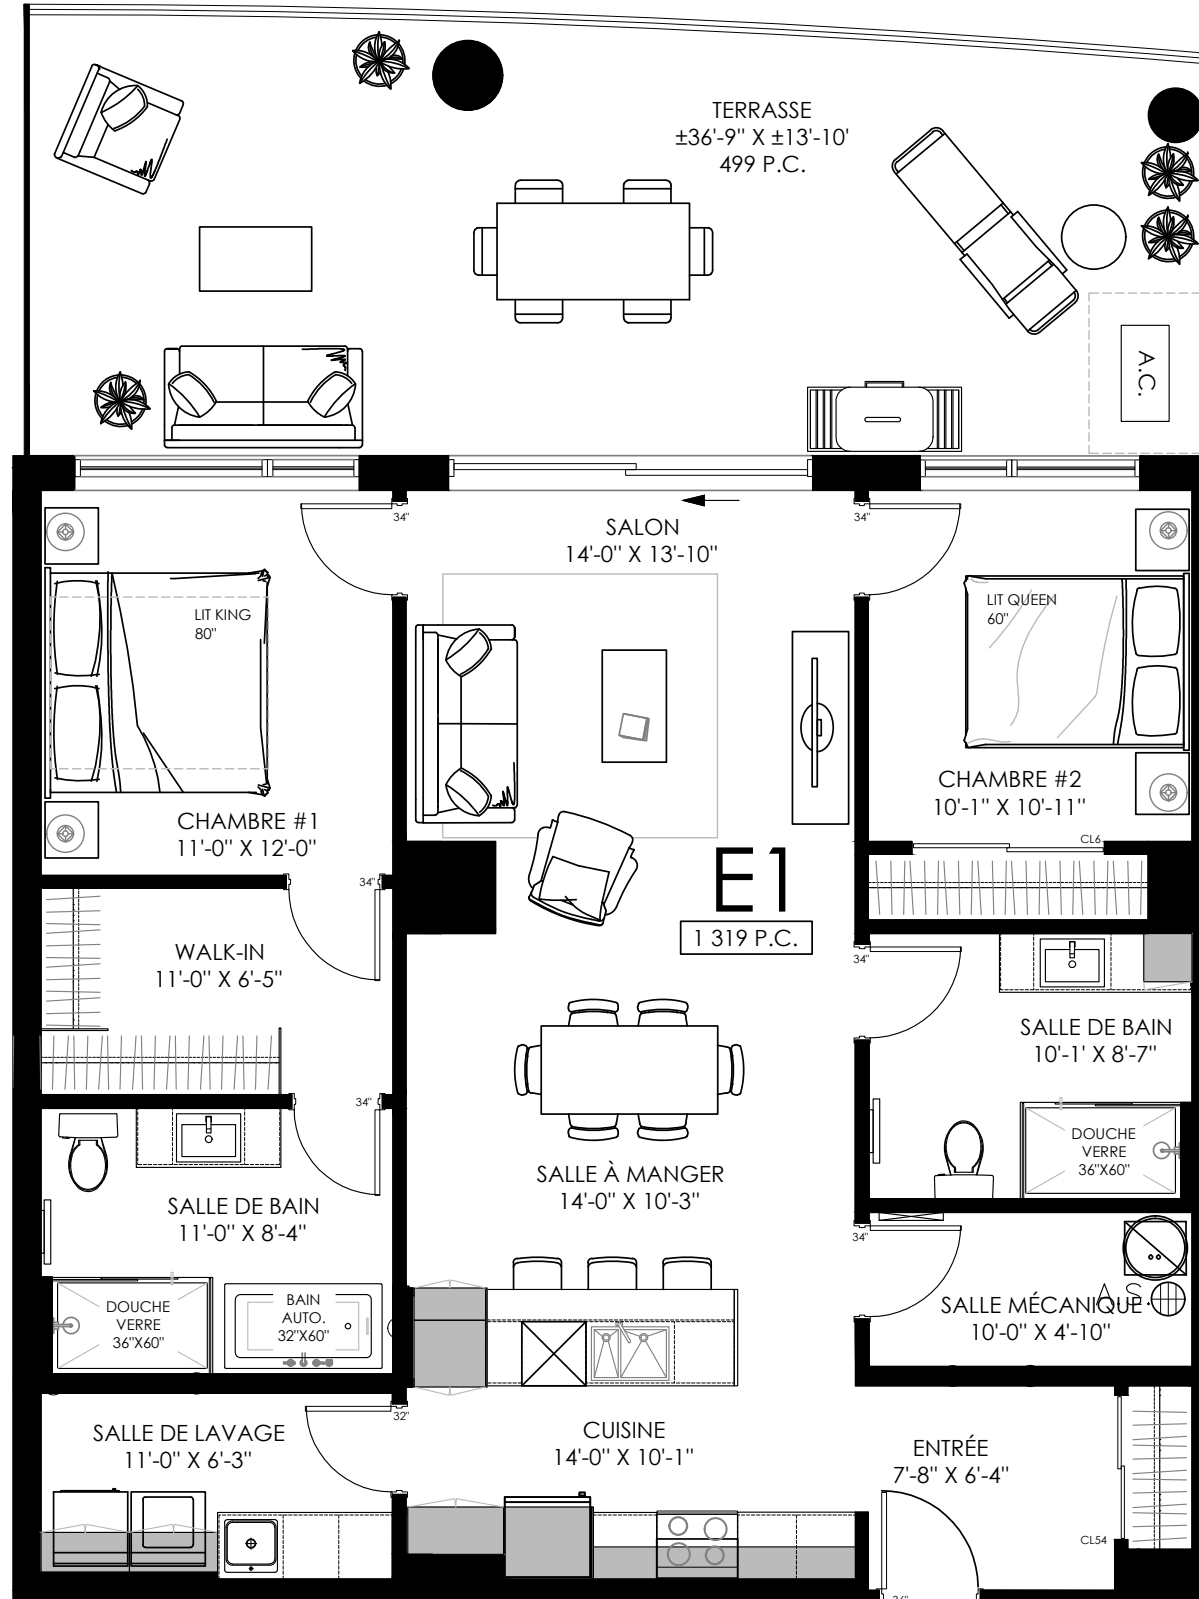 TERRASSE
±36'-9" X ±13'-10'
499 P.C.
A.C.
34"
SALON
14'-0" X 13'-10"
34"
LIT KING
80"
LIT QUEEN
60"
CHAMBRE #1
11'-0" X 12'-0"
CHAMBRE #2
10'-1" X 10'-11"
CL6
34"
E1
1 319 P.C.
WALK-IN
11'-0" X 6'-5"
34"
SALLE DE BAIN
10'-1' X 8'-7"
34"
DOUCHE
VERRE
36"X60"
SALLE DE BAIN
11'-0" X 8'-4"
SALLE À MANGER
14'-0" X 10'-3"
34"
DOUCHE
VERRE
36"X60"
BAIN
AUTO.
32"X60"
A.S.
SALLE MÉCANIQUE
10'-0" X 4'-10"
32"
SALLE DE LAVAGE
11'-0" X 6'-3"
CUISINE
14'-0" X 10'-1"
ENTRÉE
7'-8" X 6'-4"
CL54